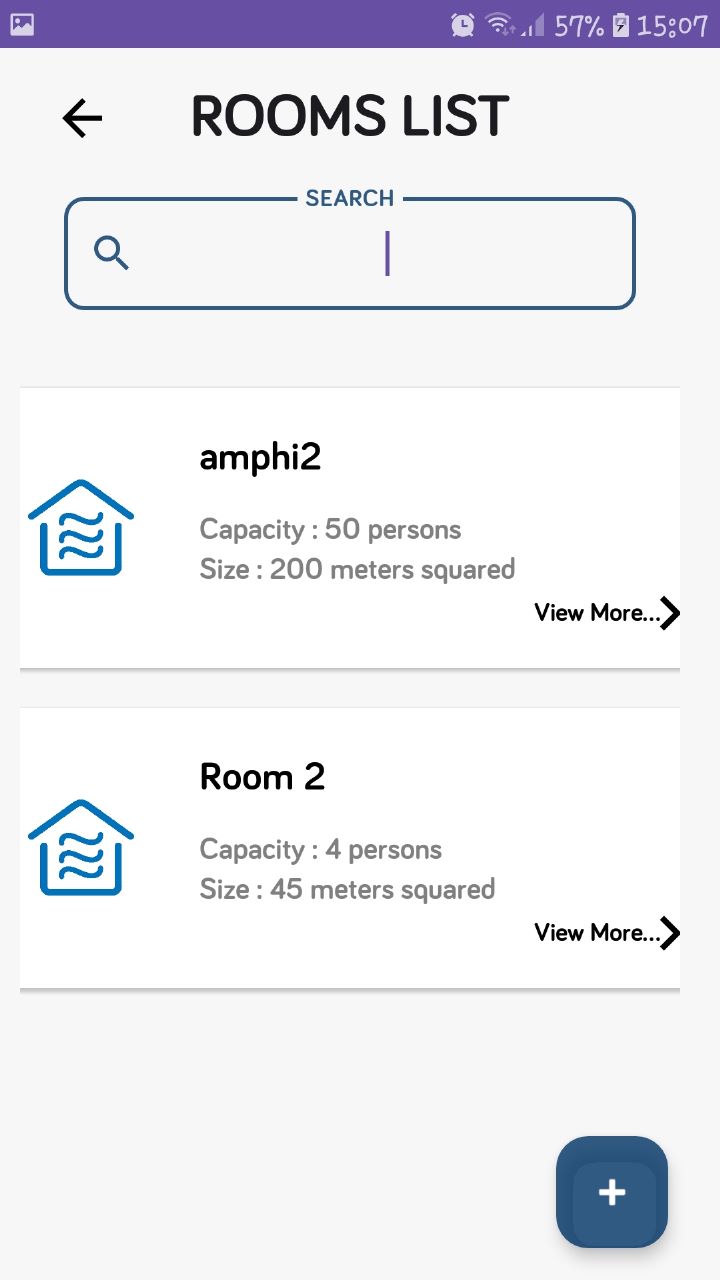 57% 15:07
ROOMS LIST
SEARCH
amphi2
Capacity : 50 persons
Size : 200 meters squared
View More...
Room 2
Capacity : 4 persons
Size : 45 meters squared
View More...
+